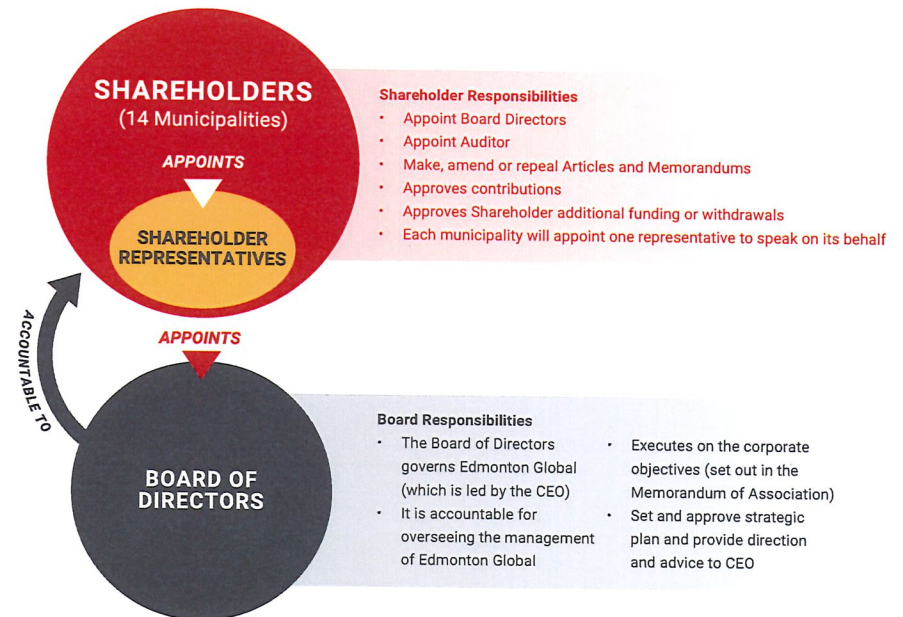 SHAREHOLDERS
(14 Municipalities)
APPOINTS
SHAREHOLDER
REPRESENTATIVES
Shareholder Responsibilities
• Appoint Board Directors
• Appoint Auditor
• Make, amend or repeal Articles and Memorandums
• Approves contributions
• Approves Shareholder additional funding or withdrawals
• Each municipality will appoint one representative to speak on its behalf
ACCOUNTABLE TO
APPOINTS
BOARD OF
DIRECTORS
Board Responsibilities
• The Board of Directors
governs Edmonton Global
(which is led by the CEO)
• It is accountable for
overseeing the management
of Edmonton Global
• Executes on the corporate
objectives (set out in the
Memorandum of Association)
• Set and approve strategic
plan and provide direction
and advice to CEO